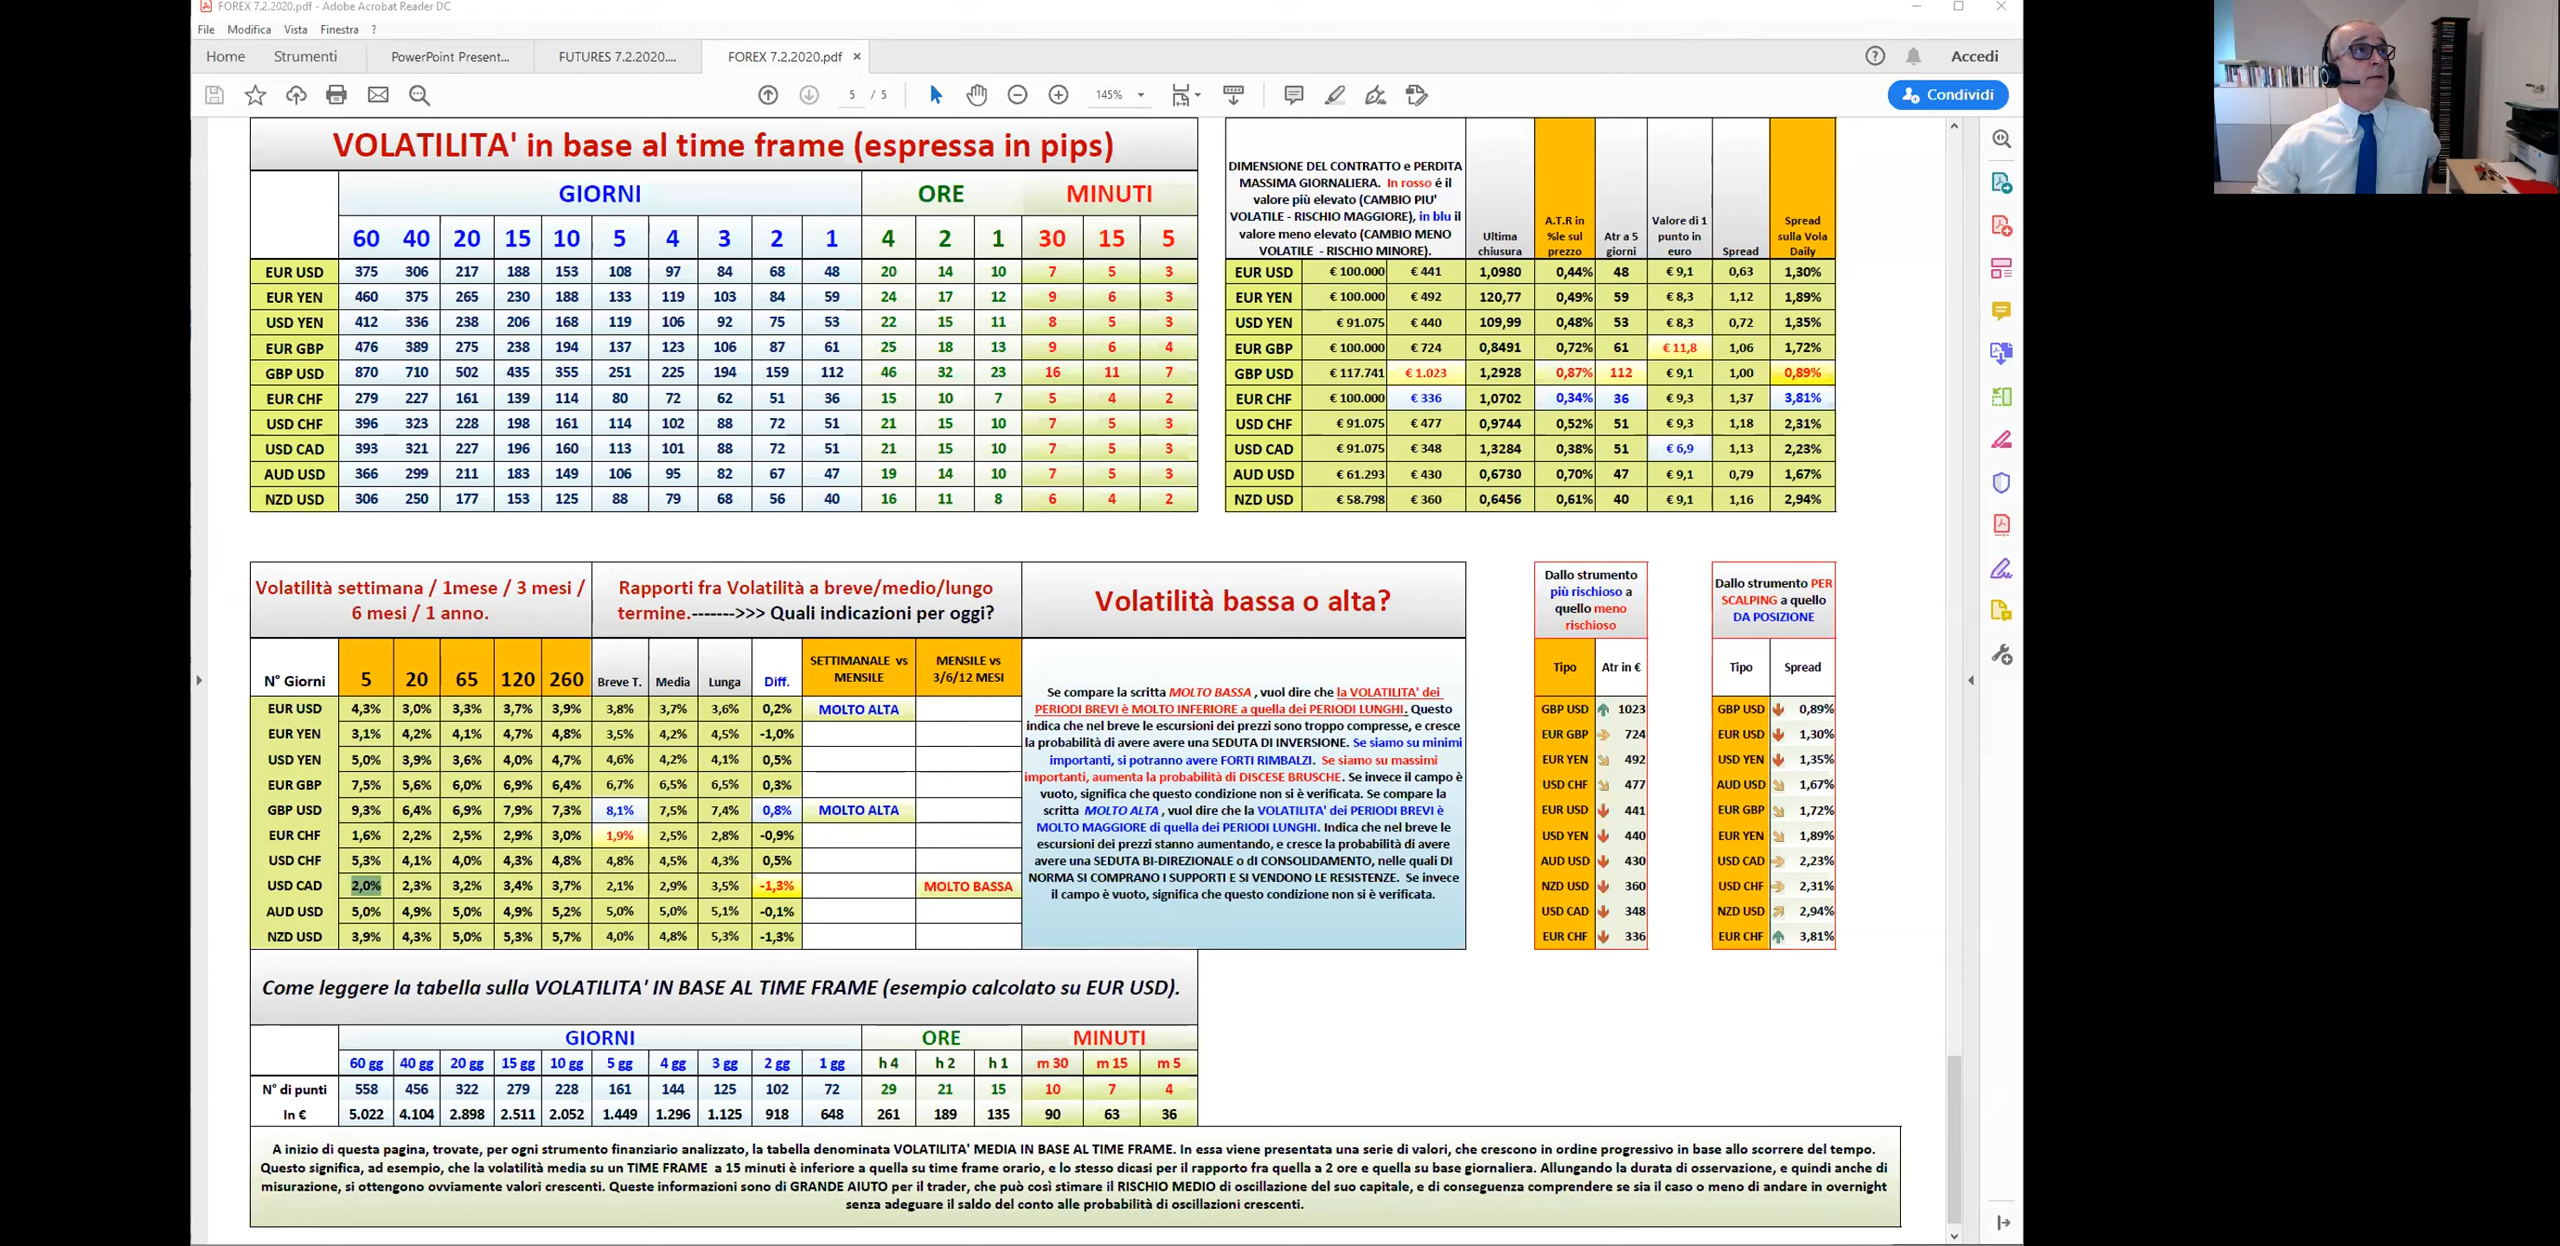 FOREX 7.2.2020.pdf - Adobe Acrobat Reader DC
File Modifica Vista Finestra ?
Home Strumenti PowerPoint Present... FUTURES 7.2.2020.... FOREX 7.2.2020.pdf × Accedi
5 / 5 145% Condividi
VOLATILITA' in base al time frame (espressa in pips)
GIORNI ORE MINUTI
60 40 20 15 10 5 4 3 2 1 4 2 1 30 15 5
EUR USD 375 306 217 188 153 108 97 84 68 48 20 14 10 7 5 3
EUR YEN 460 375 265 230 188 133 119 103 84 59 24 17 12 9 6 3
USD YEN 412 336 238 206 168 119 106 92 75 53 22 15 11 8 5 3
EUR GBP 476 389 275 238 194 137 123 106 87 61 25 18 13 9 6 4
GBP USD 870 710 502 435 355 251 225 194 159 112 46 32 23 16 11 7
EUR CHF 279 227 161 139 114 80 72 62 51 36 15 10 7 5 4 2
USD CHF 396 323 228 198 161 114 102 88 72 51 21 15 10 7 5 3
USD CAD 393 321 227 196 160 113 101 88 72 51 21 15 10 7 5 3
AUD USD 366 299 211 183 149 106 95 82 67 47 19 14 10 7 5 3
NZD USD 306 250 177 153 125 88 79 68 56 40 16 11 8 6 4 2
DIMENSIONE DEL CONTRATTO e PERDITA
MASSIMA GIORNALIERA. In rosso é il
valore più elevato (CAMBIO PIU'
VOLATILE - RISCHIO MAGGIORE), in blu il
valore meno elevato (CAMBIO MENO
VOLATILE - RISCHIO MINORE).
Ultima
chiusura
A.T.R in
%le sul
prezzo
Atr a 5
giorni
Valore di 1
punto in
euro
Spread
Spread
sulla Vola
Daily
EUR USD € 100.000 € 441 1,0980 0,44% 48 € 9,1 0,63 1,30%
EUR YEN € 100.000 € 492 120,77 0,49% 59 € 8,3 1,12 1,89%
USD YEN € 91.075 € 440 109,99 0,48% 53 € 8,3 0,72 1,35%
EUR GBP € 100.000 € 724 0,8491 0,72% 61 € 11,8 1,06 1,72%
GBP USD € 117.741 € 1.023 1,2928 0,87% 112 € 9,1 1,00 0,89%
EUR CHF € 100.000 € 336 1,0702 0,34% 36 € 9,3 1,37 3,81%
USD CHF € 91.075 € 477 0,9744 0,52% 51 € 9,3 1,18 2,31%
USD CAD € 91.075 € 348 1,3284 0,38% 51 € 6,9 1,13 2,23%
AUD USD € 61.293 € 430 0,6730 0,70% 47 € 9,1 0,79 1,67%
NZD USD € 58.798 € 360 0,6456 0,61% 40 € 9,1 1,16 2,94%
Volatilità settimana / 1mese / 3 mesi /
6 mesi / 1 anno.
Rapporti fra Volatilità a breve/medio/lungo
termine.------->>> Quali indicazioni per oggi?
N° Giorni 5 20 65 120 260 Breve T. Media Lunga Diff.
SETTIMANALE vs
MENSILE
MENSILE vs
3/6/12 MESI
EUR USD 4,3% 3,0% 3,3% 3,7% 3,9% 3,8% 3,7% 3,6% 0,2% MOLTO ALTA
EUR YEN 3,1% 4,2% 4,1% 4,7% 4,8% 3,5% 4,2% 4,5% -1,0%
USD YEN 5,0% 3,9% 3,6% 4,0% 4,7% 4,6% 4,2% 4,1% 0,5%
EUR GBP 7,5% 5,6% 6,0% 6,9% 6,4% 6,7% 6,5% 6,5% 0,3%
GBP USD 9,3% 6,4% 6,9% 7,9% 7,3% 8,1% 7,5% 7,4% 0,8% MOLTO ALTA
EUR CHF 1,6% 2,2% 2,5% 2,9% 3,0% 1,9% 2,5% 2,8% -0,9%
USD CHF 5,3% 4,1% 4,0% 4,3% 4,8% 4,8% 4,5% 4,3% 0,5%
USD CAD 2,0% 2,3% 3,2% 3,4% 3,7% 2,1% 2,9% 3,5% -1,3% MOLTO BASSA
AUD USD 5,0% 4,9% 5,0% 4,9% 5,2% 5,0% 5,0% 5,1% -0,1%
NZD USD 3,9% 4,3% 5,0% 5,3% 5,7% 4,0% 4,8% 5,3% -1,3%
Volatilità bassa o alta?
Se compare la scritta MOLTO BASSA , vuol dire che la VOLATILITA' dei
PERIODI BREVI è MOLTO INFERIORE a quella dei PERIODI LUNGHI. Questo
indica che nel breve le escursioni dei prezzi sono troppo compresse, e cresce
la probabilità di avere avere una SEDUTA DI INVERSIONE. Se siamo su minimi
importanti, si potranno avere FORTI RIMBALZI. Se siamo su massimi
importanti, aumenta la probabilità di DISCESE BRUSCHE. Se invece il campo è
vuoto, significa che questo condizione non si è verificata. Se compare la
scritta MOLTO ALTA , vuol dire che la VOLATILITA' dei PERIODI BREVI è
MOLTO MAGGIORE di quella dei PERIODI LUNGHI. Indica che nel breve le
escursioni dei prezzi stanno aumentando, e cresce la probabilità di avere
avere una SEDUTA BI-DIREZIONALE o di CONSOLIDAMENTO, nelle quali DI
NORMA SI COMPRANO I SUPPORTI E SI VENDONO LE RESISTENZE. Se invece
il campo è vuoto, significa che questo condizione non si è verificata.
Dallo strumento
più rischioso a
quello meno
rischioso
Tipo Atr in €
GBP USD 1023
EUR GBP 724
EUR YEN 492
USD CHF 477
EUR USD 441
USD YEN 440
AUD USD 430
NZD USD 360
USD CAD 348
EUR CHF 336
Dallo strumento PER
SCALPING a quello
DA POSIZIONE
Tipo Spread
GBP USD 0,89%
EUR USD 1,30%
USD YEN 1,35%
AUD USD 1,67%
EUR GBP 1,72%
EUR YEN 1,89%
USD CAD 2,23%
USD CHF 2,31%
NZD USD 2,94%
EUR CHF 3,81%
Come leggere la tabella sulla VOLATILITA' IN BASE AL TIME FRAME (esempio calcolato su EUR USD).
GIORNI ORE MINUTI
60 gg 40 gg 20 gg 15 gg 10 gg 5 gg 4 gg 3 gg 2 gg 1 gg h 4 h 2 h 1 m 30 m 15 m 5
N° di punti 558 456 322 279 228 161 144 125 102 72 29 21 15 10 7 4
In € 5.022 4.104 2.898 2.511 2.052 1.449 1.296 1.125 918 648 261 189 135 90 63 36
A inizio di questa pagina, trovate, per ogni strumento finanziario analizzato, la tabella denominata VOLATILITA' MEDIA IN BASE AL TIME FRAME. In essa viene presentata una serie di valori, che crescono in ordine progressivo in base allo scorrere del tempo.
Questo significa, ad esempio, che la volatilità media su un TIME FRAME a 15 minuti è inferiore a quella su time frame orario, e lo stesso dicasi per il rapporto fra quella a 2 ore e quella su base giornaliera. Allungando la durata di osservazione, e quindi anche di
misurazione, si ottengono ovviamente valori crescenti. Queste informazioni sono di GRANDE AIUTO per il trader, che può così stimare il RISCHIO MEDIO di oscillazione del suo capitale, e di conseguenza comprendere se sia il caso o meno di andare in overnight
senza adeguare il saldo del conto alle probabilità di oscillazioni crescenti.